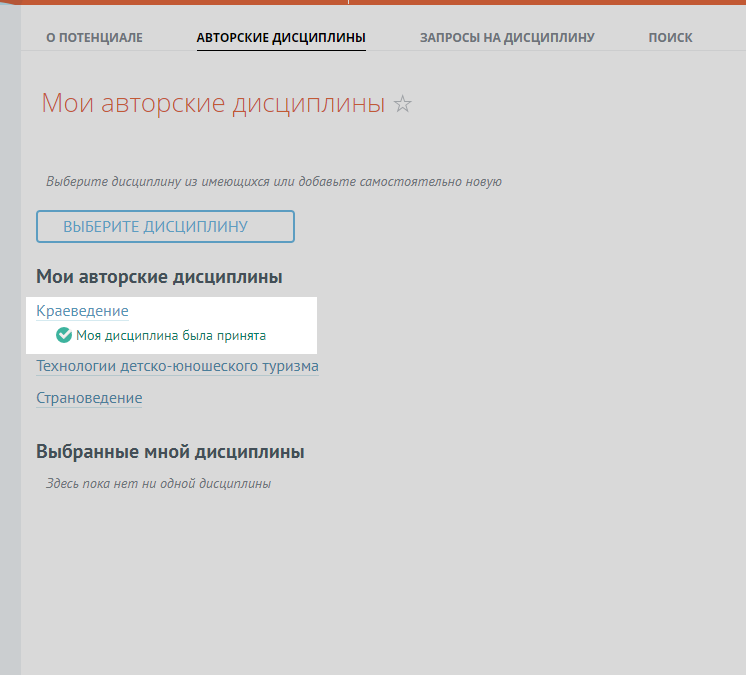 О ПОТЕНЦИАЛЕ АВТОРСКИЕ ДИСЦИПЛИНЫ ЗАПРОСЫ НА ДИСЦИПЛИНУ ПОИСК
Мои авторские дисциплины
Выберите дисциплину из имеющихся или добавьте самостоятельно новую
ВЫБЕРИТЕ ДИСЦИПЛИНУ
Мои авторские дисциплины
Краеведение
Моя дисциплина была принята
Технологии детско-юношеского туризма
Страноведение
Выбранные мной дисциплины
Здесь пока нет ни одной дисциплины